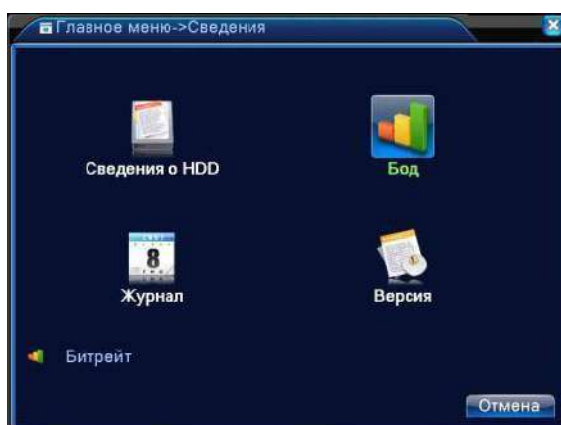 Главное меню->Сведения
Сведения о HDD
Бод
8
Журнал
Версия
Битрейт
Отмена